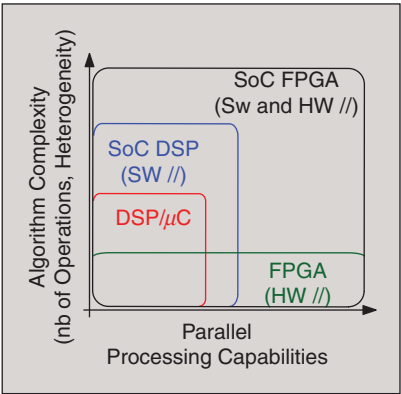 SoC FPGA
(Sw and HW //)
SoC DSP
(SW //)
DSP/μC
FPGA
(HW //)
Algorithm Complexity
(nb of Operations, Heterogeneity)
Parallel
Processing Capabilities